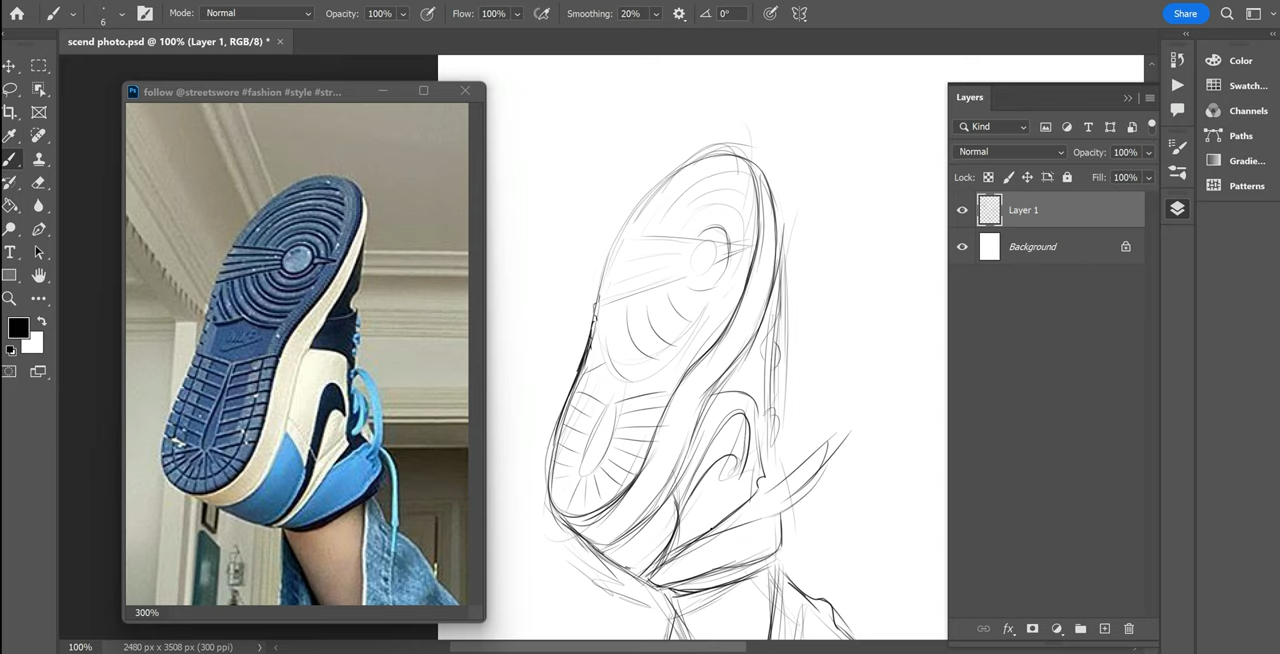 6
Mode: Normal
Opacity: 100%
Flow: 100%
Smoothing: 20%
0°
Share
scend photo.psd @ 100% (Layer 1, RGB/8) *
follow @streetswore #fashion #style #str...
300%
Layers
Kind
Normal
Opacity: 100%
Lock:
Fill: 100%
Layer 1
Background
fx
Color
Swatch...
Channels
Paths
Gradie...
Patterns
100%
2480 px x 3508 px (300 ppi)